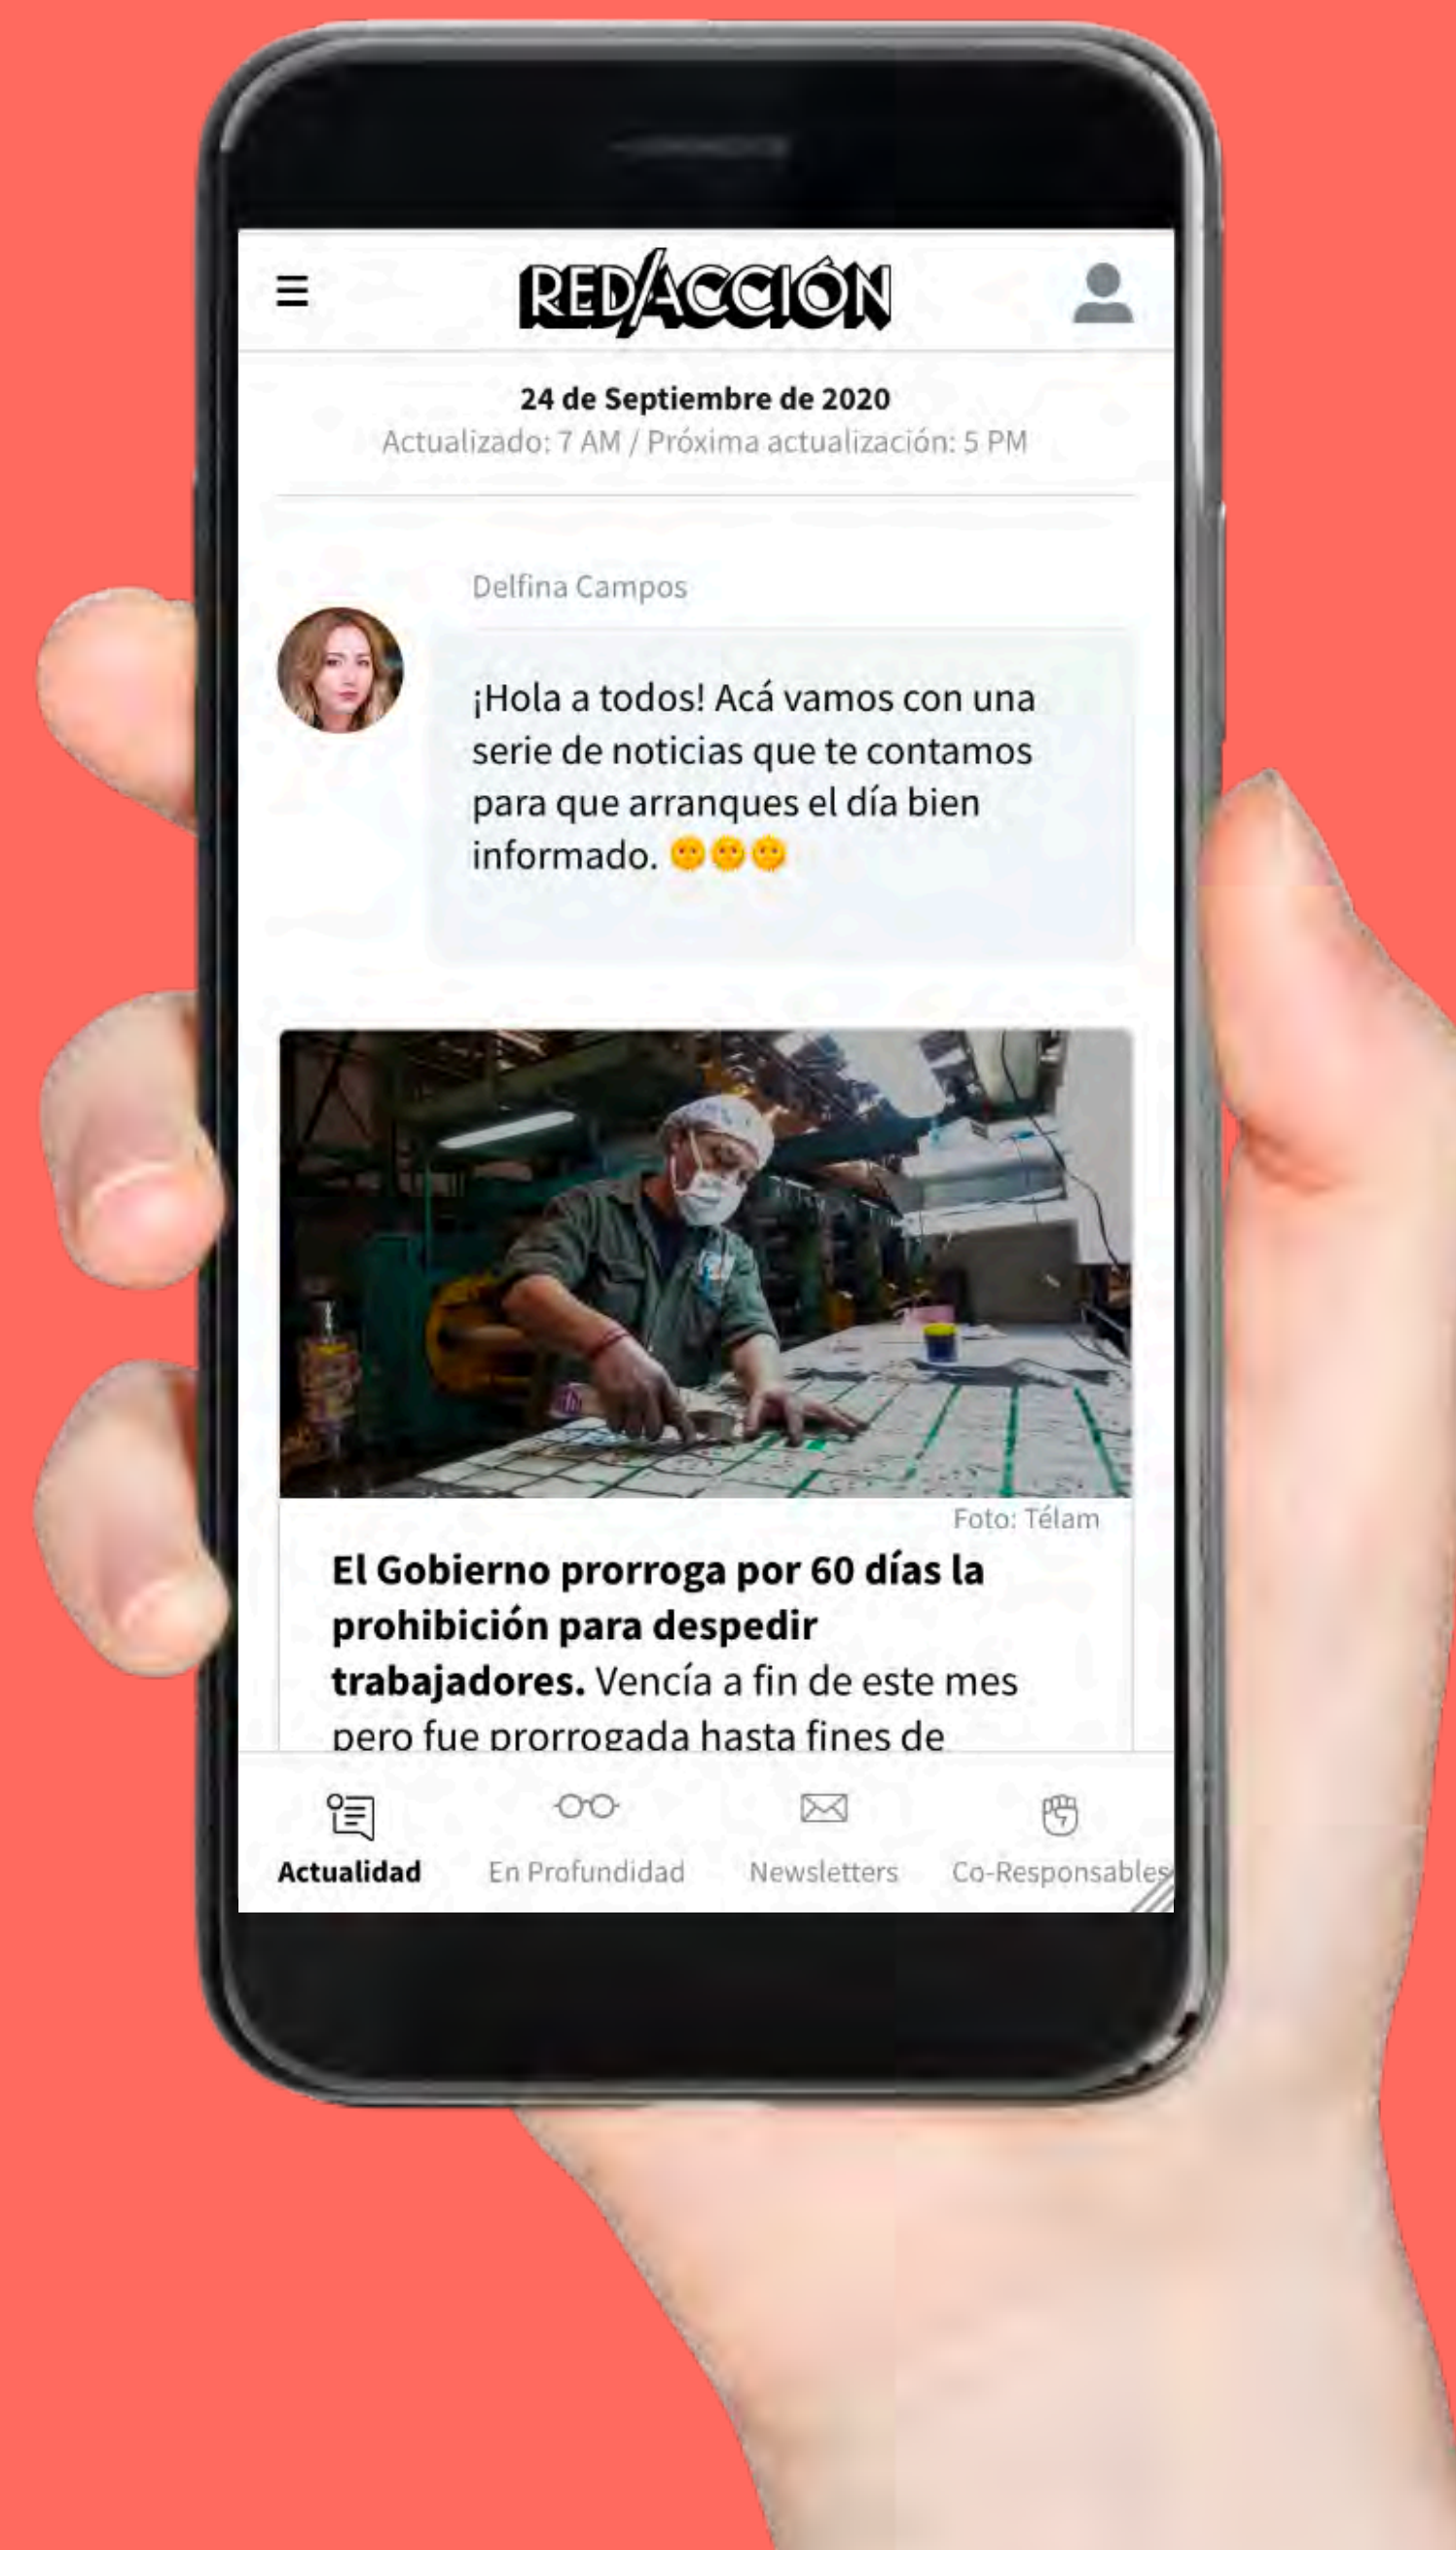 RED/ACCIÓN
24 de Septiembre de 2020
Actualizado: 7 AM / Próxima actualización: 5 PM
Delfina Campos
¡Hola a todos! Acá vamos con una
serie de noticias que te contamos
para que arranques el día bien
informado. 🌞🌞🌞
Foto: Télam
El Gobierno prorroga por 60 días la
prohibición para despedir
trabajadores. Vencía a fin de este mes
pero fue prorrogada hasta fines de
Actualidad
En Profundidad
Newsletters
Co-Responsables